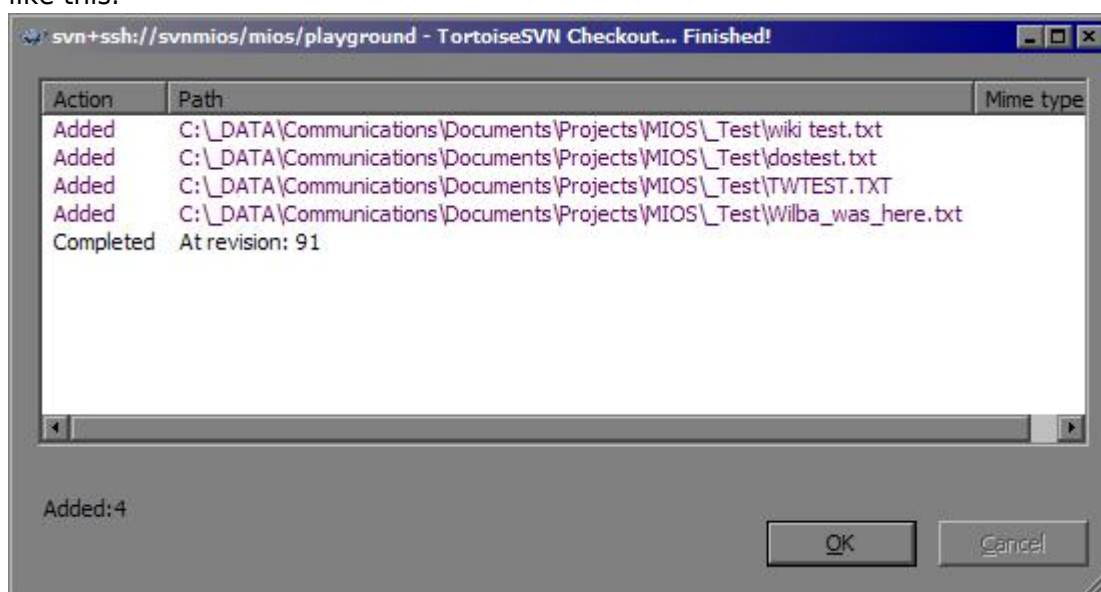 like this:
svn+ssh://svnmios/mios/playground - TortoiseSVN Checkout... Finished!
Action Path Mime type
Added C:\_DATA\Communications\Documents\Projects\MIOS\_Test\wiki test.txt
Added C:\_DATA\Communications\Documents\Projects\MIOS\_Test\dostest.txt
Added C:\_DATA\Communications\Documents\Projects\MIOS\_Test\TWTEST.TXT
Added C:\_DATA\Communications\Documents\Projects\MIOS\_Test\Wilba_was_here.txt
Completed At revision: 91
Added:4
OK Cancel